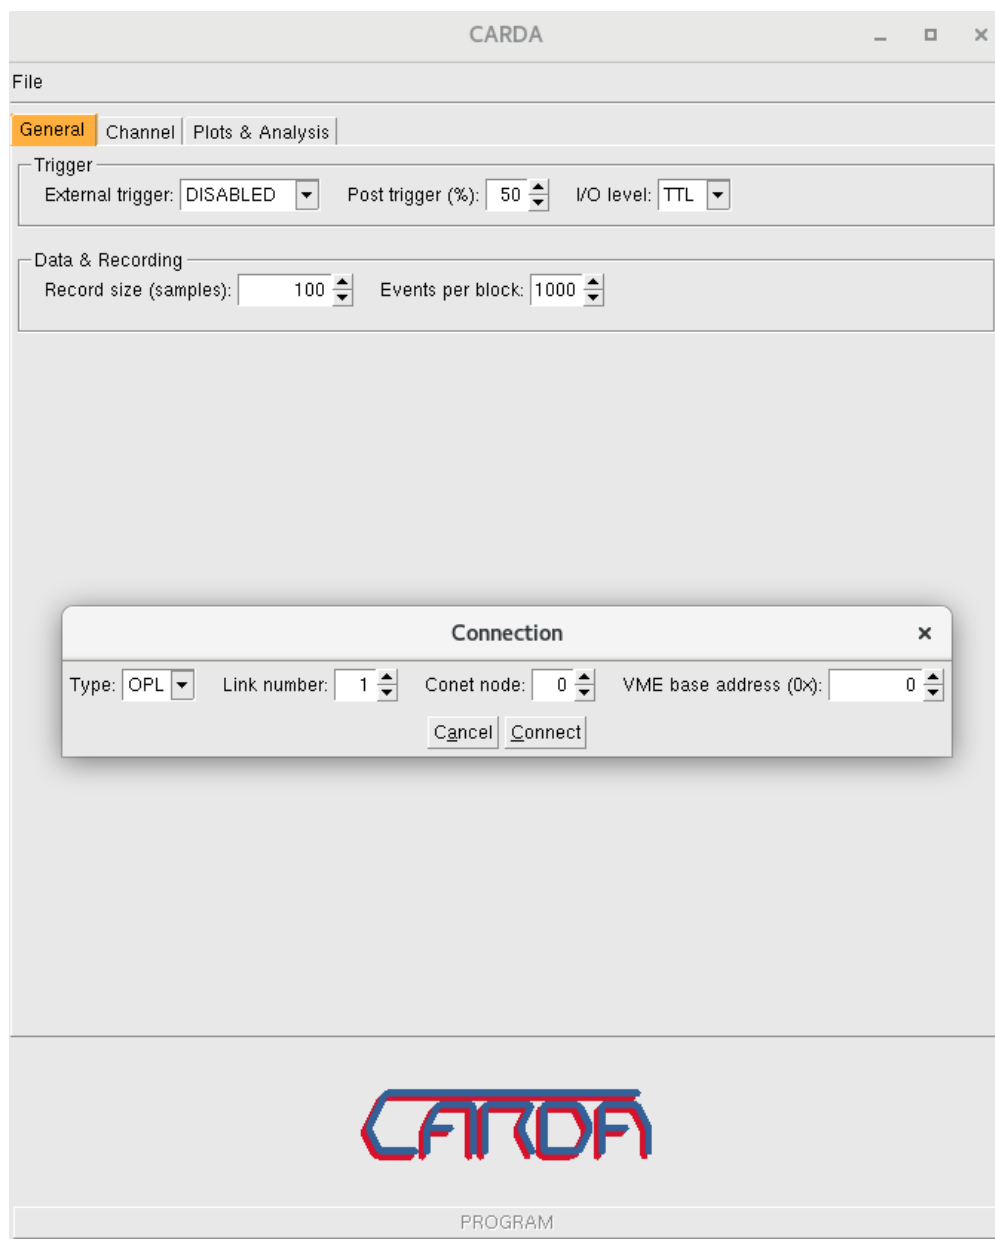 CARDA
File
General Channel Plots & Analysis
Trigger
External trigger: DISABLED Post trigger (%): 50 I/O level: TTL
Data & Recording
Record size (samples): 100 Events per block: 1000
Connection
Type: OPL Link number: 1 Conet node: 0 VME base address (0x): 0
Cancel Connect
CARDA
PROGRAM